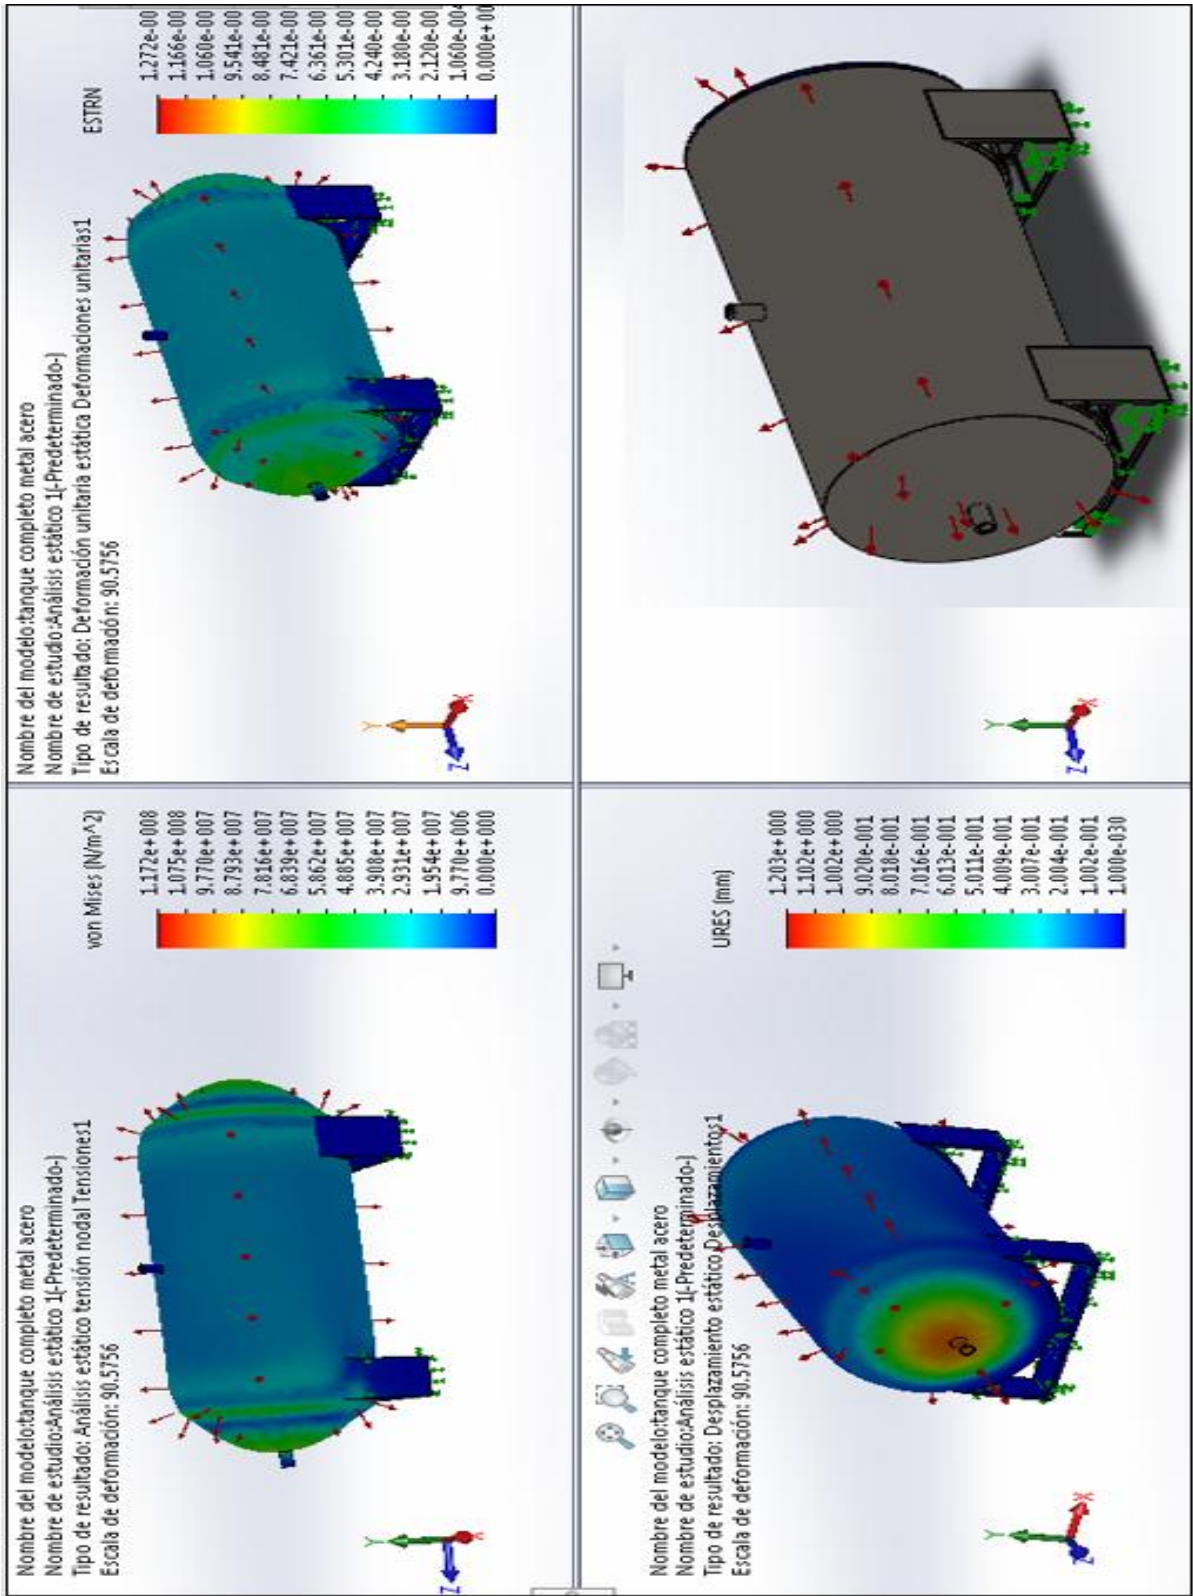 Nombre del modelo:tanque completo metal acero
Nombre de estudio:Análisis estático 1(-Predeterminado-)
Tipo de resultado: Análisis estático tensión nodal Tensiones1
Escala de deformación: 90.5756
von Mises (N/m^2)
1.172e+008
1.075e+008
9.770e+007
8.793e+007
7.816e+007
6.839e+007
5.862e+007
4.885e+007
3.908e+007
2.931e+007
1.954e+007
9.770e+006
0.000e+000
Y
Z
X
Nombre del modelo:tanque completo metal acero
Nombre de estudio:Análisis estático 1(-Predeterminado-)
Tipo de resultado: Deformación unitaria estática Deformaciones unitarias1
Escala de deformación: 90.5756
ESTRN
1.272e-00
1.166e-00
1.060e-00
9.541e-00
8.481e-00
7.421e-00
6.361e-00
5.301e-00
4.240e-00
3.180e-00
2.120e-00
1.060e-004
0.000e+00
Y
Z
X
Nombre del modelo:tanque completo metal acero
Nombre de estudio:Análisis estático 1(-Predeterminado-)
Tipo de resultado: Desplazamiento estático Desplazamientos1
Escala de deformación: 90.5756
URES (mm)
1.203e+000
1.102e+000
1.002e+000
9.020e-001
8.018e-001
7.016e-001
6.013e-001
5.011e-001
4.009e-001
3.007e-001
2.004e-001
1.002e-001
1.000e-030
Y
Z
X
Y
Z
X